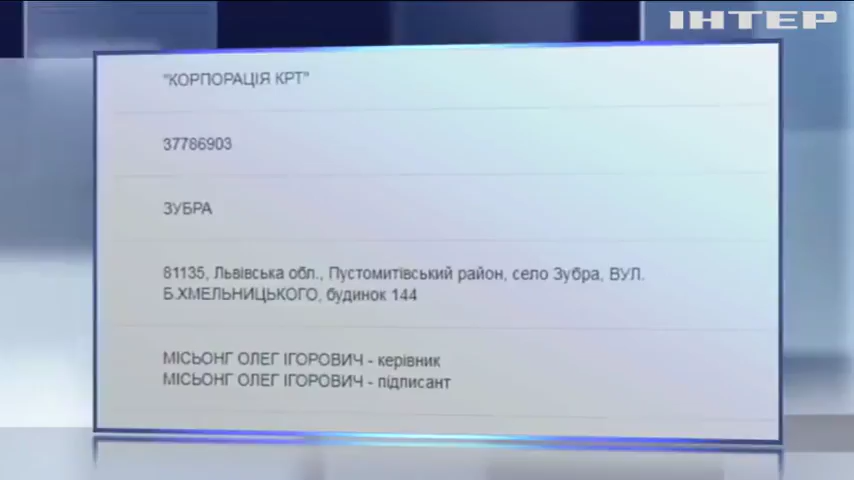 ІНТЕР
"КОРПОРАЦІЯ КРТ"
37786903
ЗУБРА
81135, Львівська обл., Пустомитівський район, село Зубра, ВУЛ.
Б.ХМЕЛЬНИЦЬКОГО, будинок 144
МІСЬОНГ ОЛЕГ ІГОРОВИЧ - керівник
МІСЬОНГ ОЛЕГ ІГОРОВИЧ - підписант